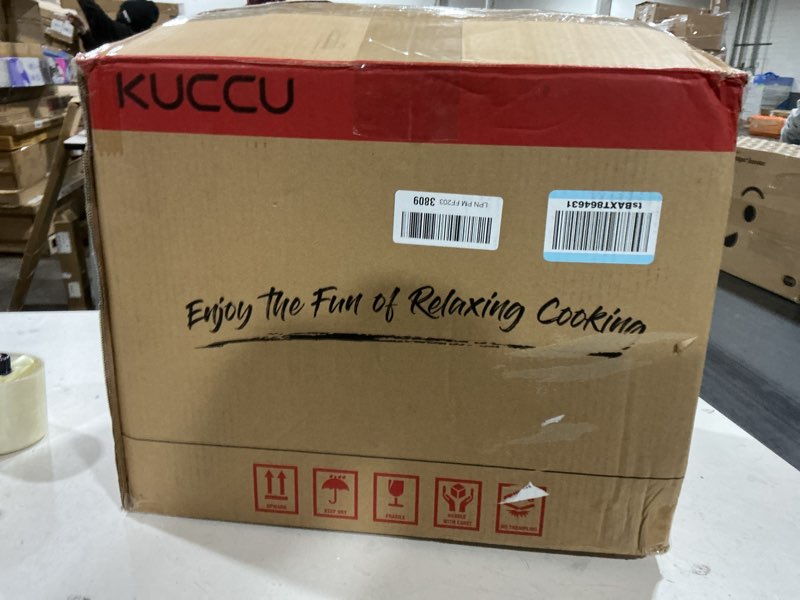 KUCCU
LPN PM FF203
3809
tsBAXT864631
Enjoy the Fun of Relaxing Cooking
UPWARD
KEEP DRY
FRAGILE
HANDLE
WITH CARE
NO TRAMPLING